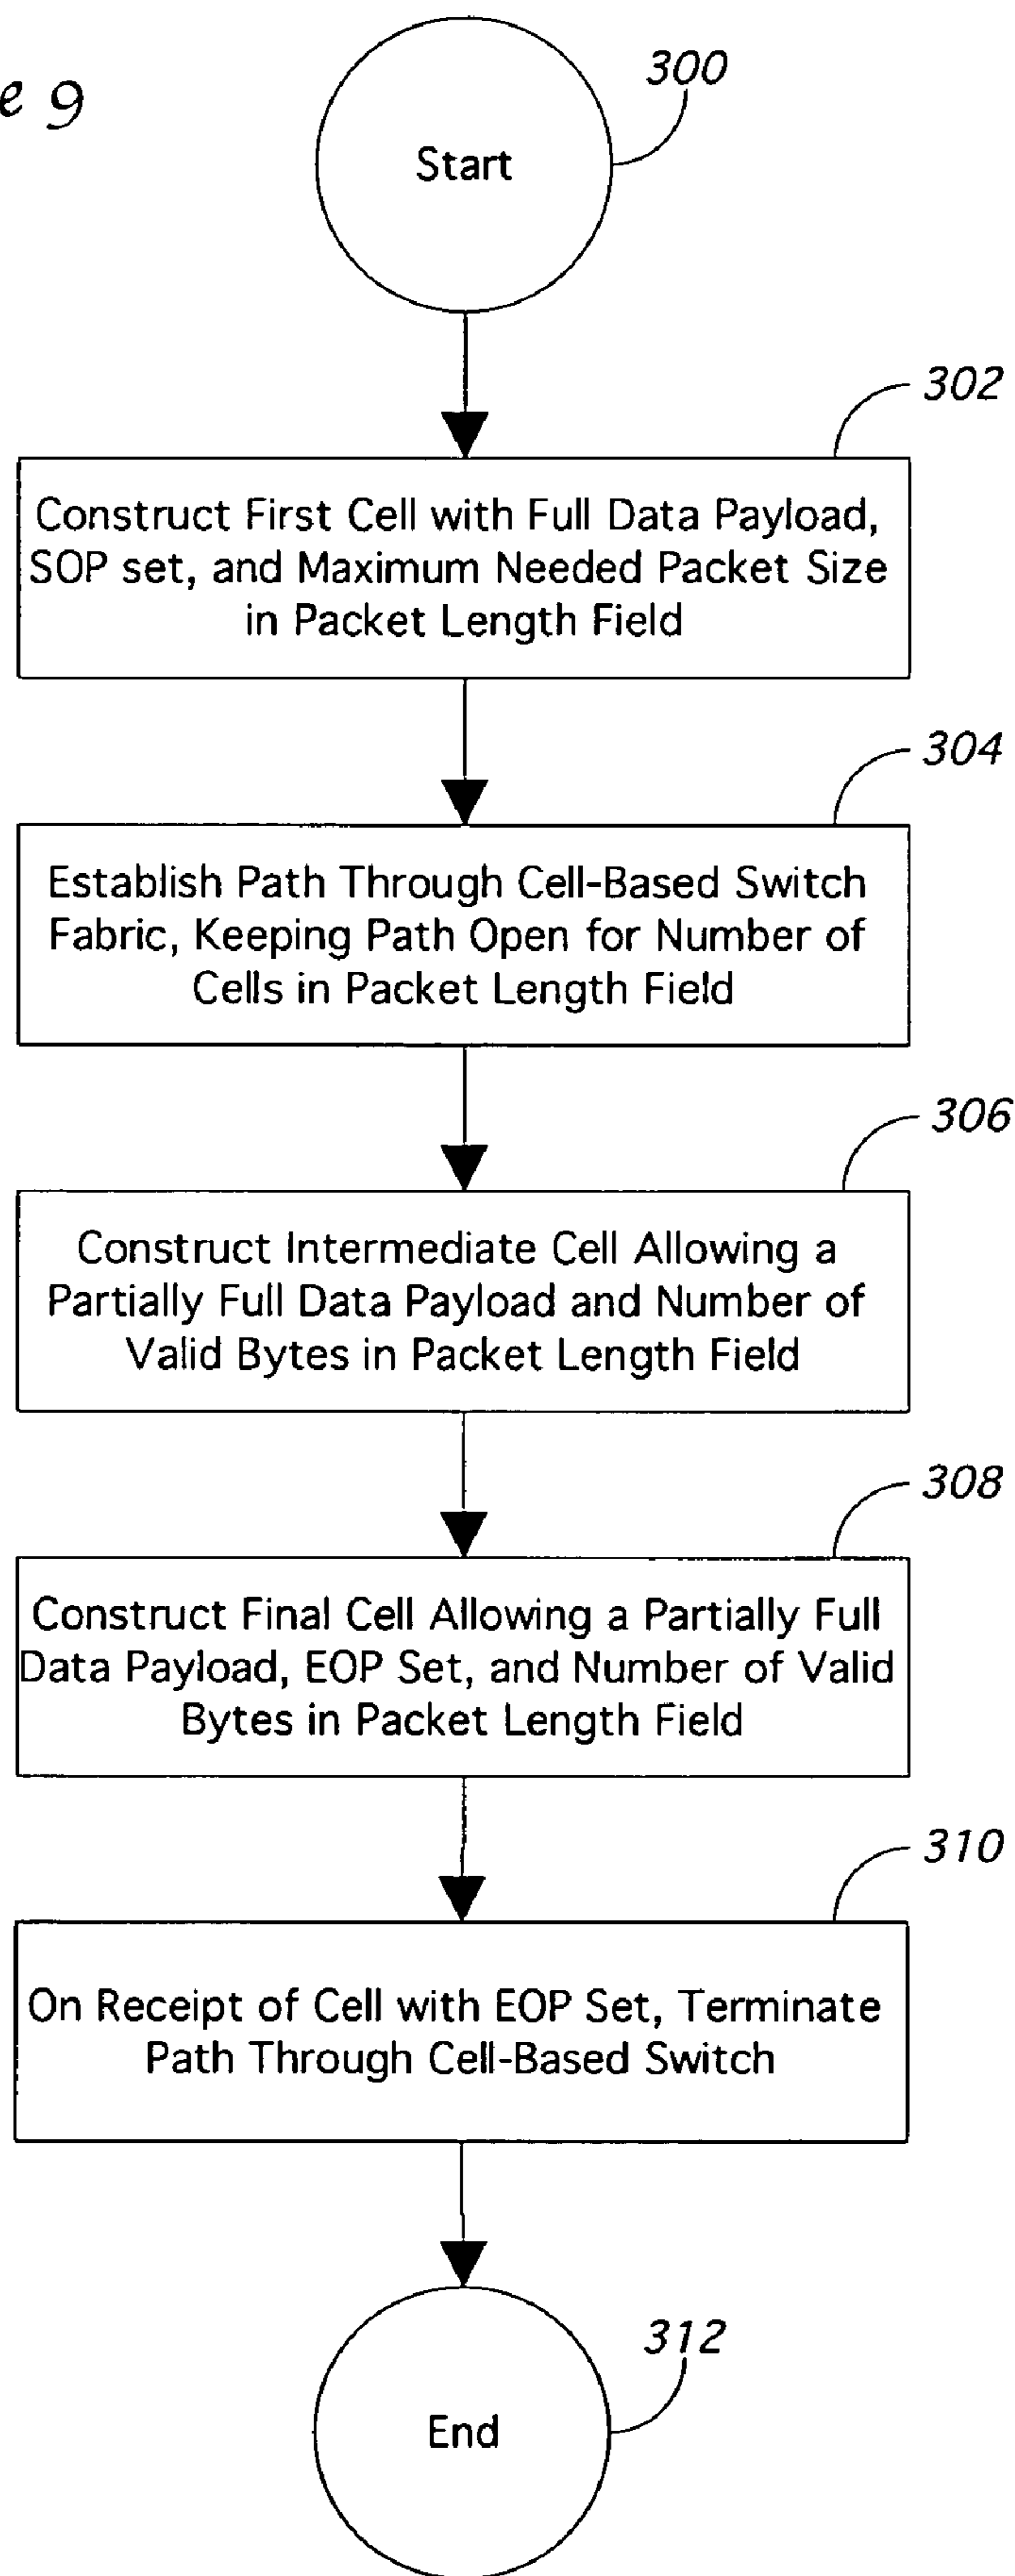 e 9
300
Start
302
Construct First Cell with Full Data Payload,
SOP set, and Maximum Needed Packet Size
in Packet Length Field
304
Establish Path Through Cell-Based Switch
Fabric, Keeping Path Open for Number of
Cells in Packet Length Field
306
Construct Intermediate Cell Allowing a
Partially Full Data Payload and Number of
Valid Bytes in Packet Length Field
308
Construct Final Cell Allowing a Partially Full
Data Payload, EOP Set, and Number of Valid
Bytes in Packet Length Field
310
On Receipt of Cell with EOP Set, Terminate
Path Through Cell-Based Switch
312
End